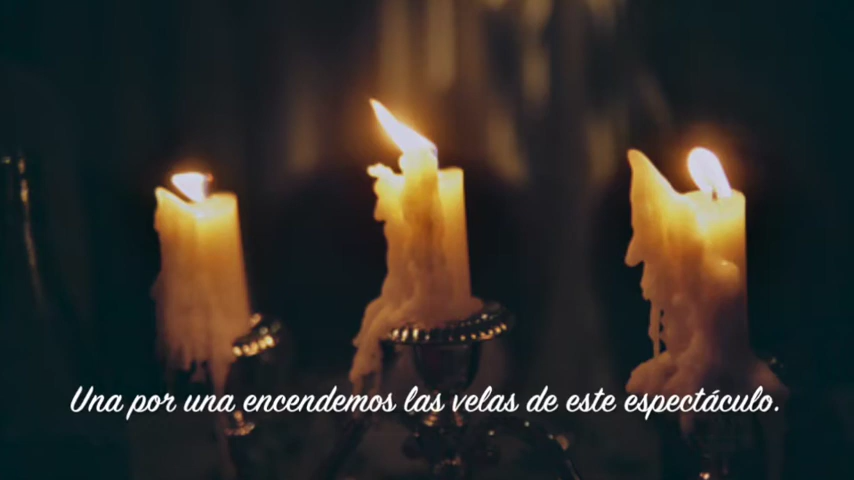 Una por una encendemos las velas de este espectáculo.